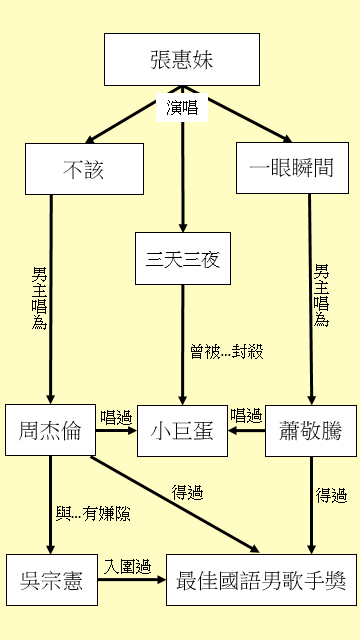 張惠妹
演唱
不該
一眼瞬間
三天三夜
男主唱為
男主唱為
曾被...封殺
周杰倫
唱過
小巨蛋
唱過
蕭敬騰
與...有嫌隙
得過
得過
吳宗憲
入圍過
最佳國語男歌手獎